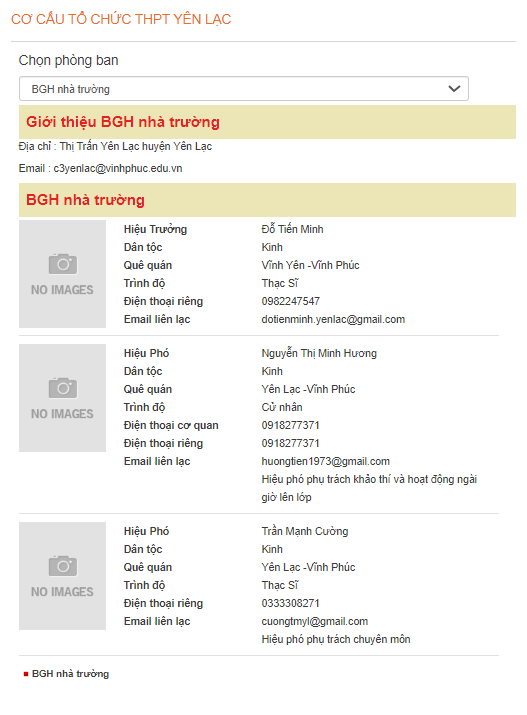 CƠ CẤU TỔ CHỨC THPT YÊN LẠC
Chọn phòng ban
BGH nhà trường
Giới thiệu BGH nhà trường
Địa chỉ : Thị Trấn Yên Lạc huyện Yên Lạc
Email : c3yenlac@vinhphuc.edu.vn
BGH nhà trường
NO IMAGES
Hiệu Trưởng Đỗ Tiến Minh
Dân tộc Kinh
Quê quán Vĩnh Yên -Vĩnh Phúc
Trình độ Thạc Sĩ
Điện thoại riêng 0982247547
Email liên lạc dotienminh.yenlac@gmail.com
NO IMAGES
Hiệu Phó Nguyễn Thị Minh Hương
Dân tộc Kinh
Quê quán Yên Lạc -Vĩnh Phúc
Trình độ Cử nhân
Điện thoại cơ quan 0918277371
Điện thoại riêng 0918277371
Email liên lạc huongtien1973@gmail.com
Hiệu phó phụ trách khảo thí và hoạt động ngài
giờ lên lớp
NO IMAGES
Hiệu Phó Trần Mạnh Cường
Dân tộc Kinh
Quê quán Yên Lạc -Vĩnh Phúc
Trình độ Thạc Sĩ
Điện thoại riêng 0333308271
Email liên lạc cuongtmyl@gmail.com
Hiệu phó phụ trách chuyên môn
BGH nhà trường